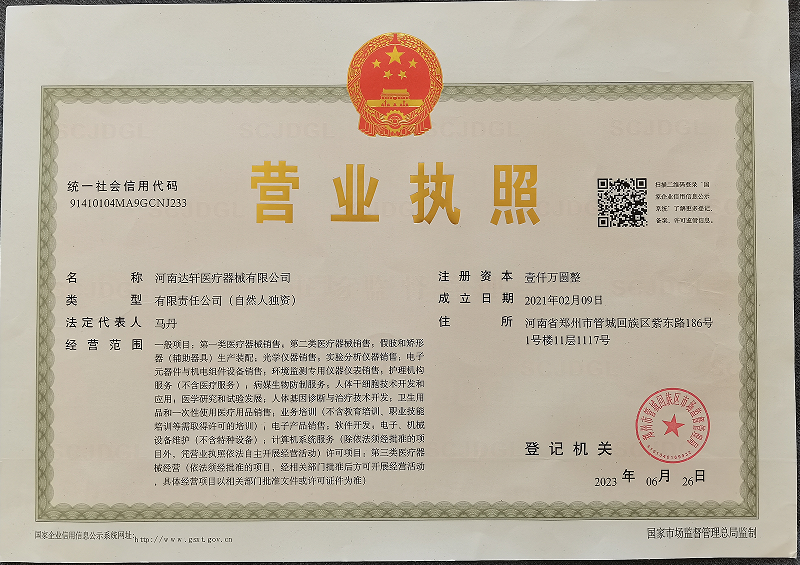 营业执照
统一社会信用代码
91410104MA9GCNJ233
扫描二维码登录"国
家企业信用信息公示
系统"了解更多登记、
备案、许可监管信息。
名称 河南达轩医疗器械有限公司
类型 有限责任公司（自然人独资）
法定代表人 马丹
经营范围 一般项目：第一类医疗器械销售；第二类医疗器械销售；假肢和矫形
器（辅助器具）生产装配；光学仪器销售；实验分析仪器销售；电子
元器件与机电组件设备销售；环境监测专用仪器仪表销售；护理机构
服务（不含医疗服务）；病媒生物防制服务；人体干细胞技术开发和
应用；医学研究和试验发展；人体基因诊断与治疗技术开发；卫生用
品和一次性使用医疗用品销售；业务培训（不含教育培训、职业技能
培训等需取得许可的培训）；电子产品销售；软件开发；电子、机械
设备维护（不含特种设备）；计算机系统服务（除依法须经批准的项
目外，凭营业执照依法自主开展经营活动）许可项目：第三类医疗器
械经营（依法须经批准的项目，经相关部门批准后方可开展经营活动
，具体经营项目以相关部门批准文件或许可证件为准）
注册资本 壹仟万圆整
成立日期 2021年02月09日
住所 河南省郑州市管城回族区紫东路186号
1号楼11层1117号
登记机关
郑州市管城回族区市场监督管理局
2023 年 06 月 26 日
国家企业信用信息公示系统网址：http://www.gsxt.gov.cn
国家市场监督管理总局监制